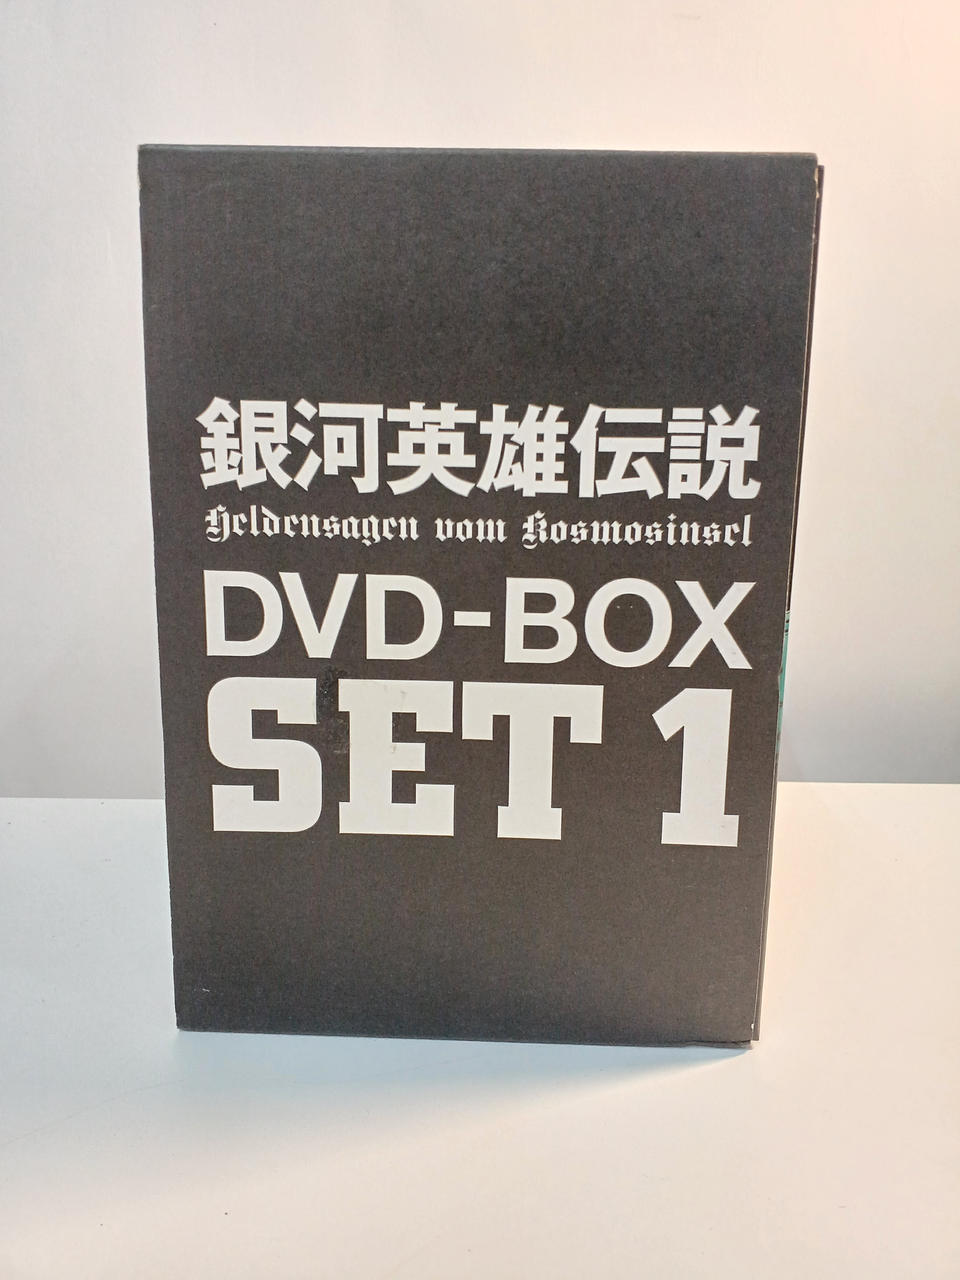 銀河英雄伝説
Heldensagen vom Kosmosinsel
DVD-BOX
SET 1